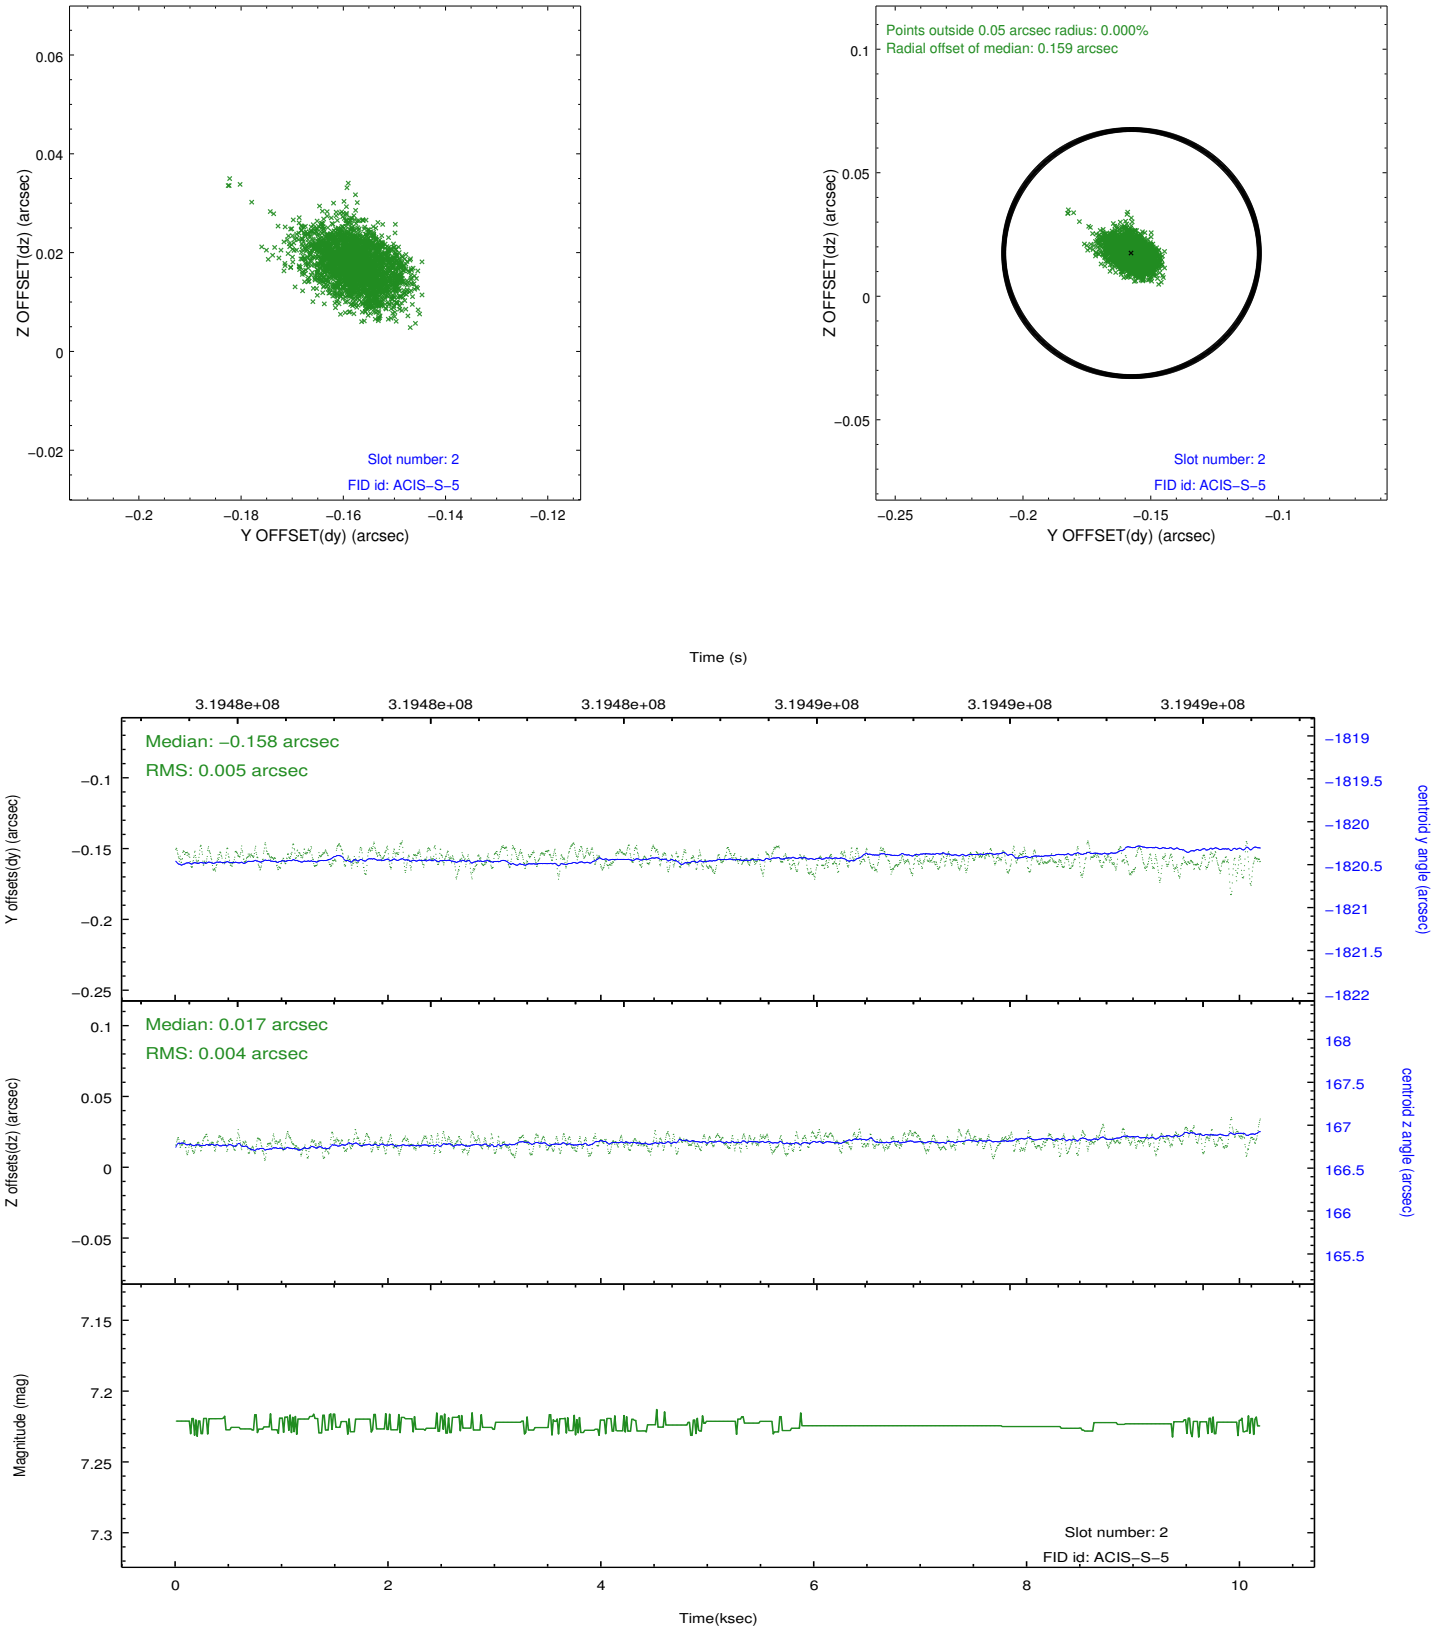 0.06
0.04
0.02
0
−0.02
Z OFFSET(dz) (arcsec)
Slot number: 2
FID id: ACIS−S−5
−0.2
−0.18
−0.16
−0.14
−0.12
Y OFFSET(dy) (arcsec)
Points outside 0.05 arcsec radius: 0.000%
Radial offset of median: 0.159 arcsec
0.1
0.05
0
−0.05
Z OFFSET(dz) (arcsec)
Slot number: 2
FID id: ACIS−S−5
−0.25
−0.2
−0.15
−0.1
Y OFFSET(dy) (arcsec)
Time (s)
3.1948e+08
3.1948e+08
3.1948e+08
3.1949e+08
3.1949e+08
3.1949e+08
Median: −0.158 arcsec
RMS: 0.005 arcsec
−0.1
−0.15
−0.2
−0.25
Y offsets(dy) (arcsec)
−1819
−1819.5
−1820
−1820.5
−1821
−1821.5
−1822
centroid y angle (arcsec)
Median: 0.017 arcsec
RMS: 0.004 arcsec
0.1
0.05
0
−0.05
Z offsets(dz) (arcsec)
168
167.5
167
166.5
166
165.5
centroid z angle (arcsec)
7.15
7.2
7.25
7.3
Magnitude (mag)
Slot number: 2
FID id: ACIS−S−5
0
2
4
6
8
10
Time(ksec)